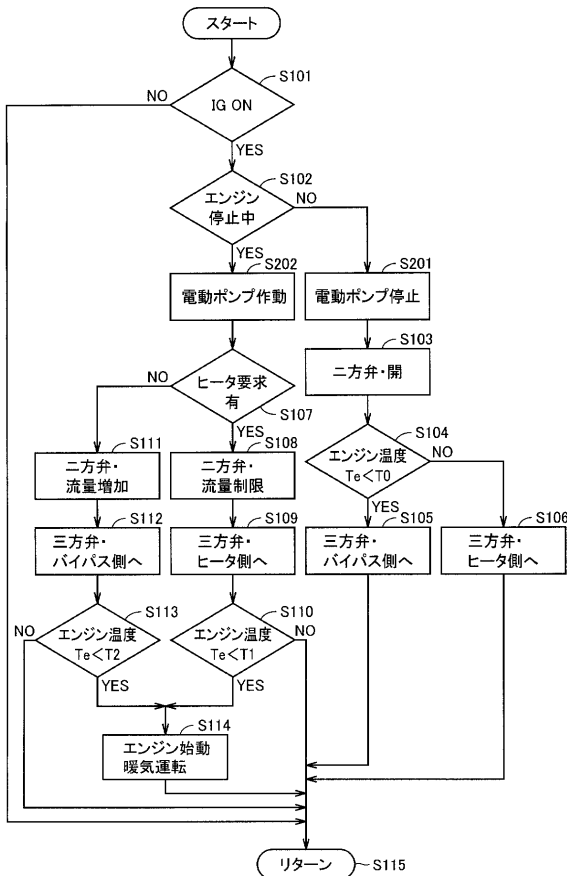 スタート
S101
NO
IG ON
YES
S102
エンジン
停止中
NO
YES
S202
S201
電動ポンプ作動
電動ポンプ停止
S103
二方弁・開
NO
ヒータ要求
有
S107
YES
S104
エンジン温度
Te<T0
NO
YES
S111
S108
二方弁・
流量増加
二方弁・
流量制限
S112
S109
S105
S106
三方弁・
バイパス側へ
三方弁・
ヒータ側へ
三方弁・
バイパス側へ
三方弁・
ヒータ側へ
S113
S110
NO
エンジン温度
Te<T2
エンジン温度
Te<T1
NO
YES
YES
S114
エンジン始動
暖気運転
リターン
S115